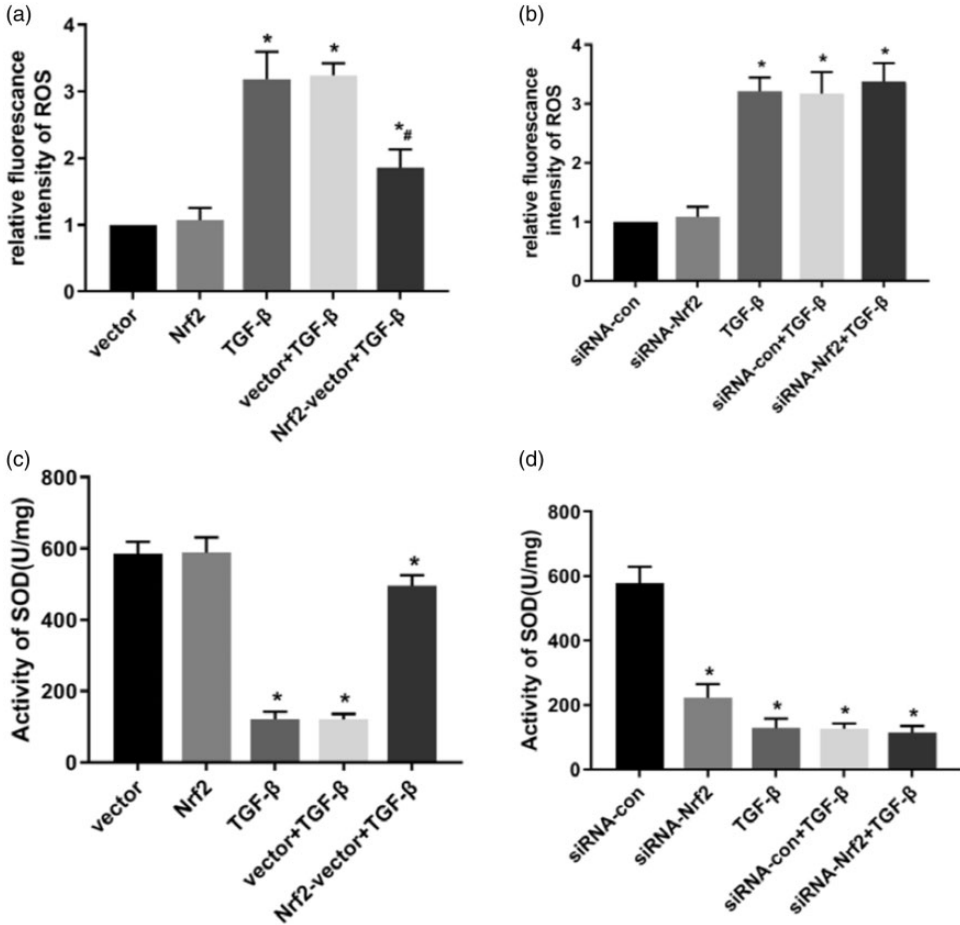 (a)
relative fluorescance
intensity of ROS
4
3
2
1
0
*
*
*#
vector
Nrf2
TGF-β
vector+TGF-β
Nrf2-vector+TGF-β
(b)
relative fluorescance
intensity of ROS
4
3
2
1
0
*
*
*
siRNA-con
siRNA-Nrf2
TGF-β
siRNA-con+TGF-β
siRNA-Nrf2+TGF-β
(c)
Activity of SOD(U/mg)
800
600
400
200
0
*
*
*
vector
Nrf2
TGF-β
vector+TGF-β
Nrf2-vector+TGF-β
(d)
Activity of SOD(U/mg)
800
600
400
200
0
*
*
*
*
siRNA-con
siRNA-Nrf2
TGF-β
siRNA-con+TGF-β
siRNA-Nrf2+TGF-β